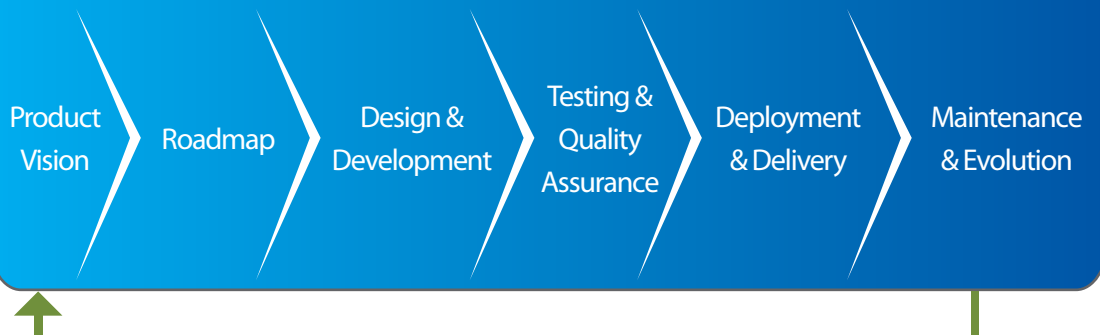 Product
Vision
Roadmap
Design &
Development
Testing &
Quality
Assurance
Deployment
& Delivery
Maintenance
& Evolution